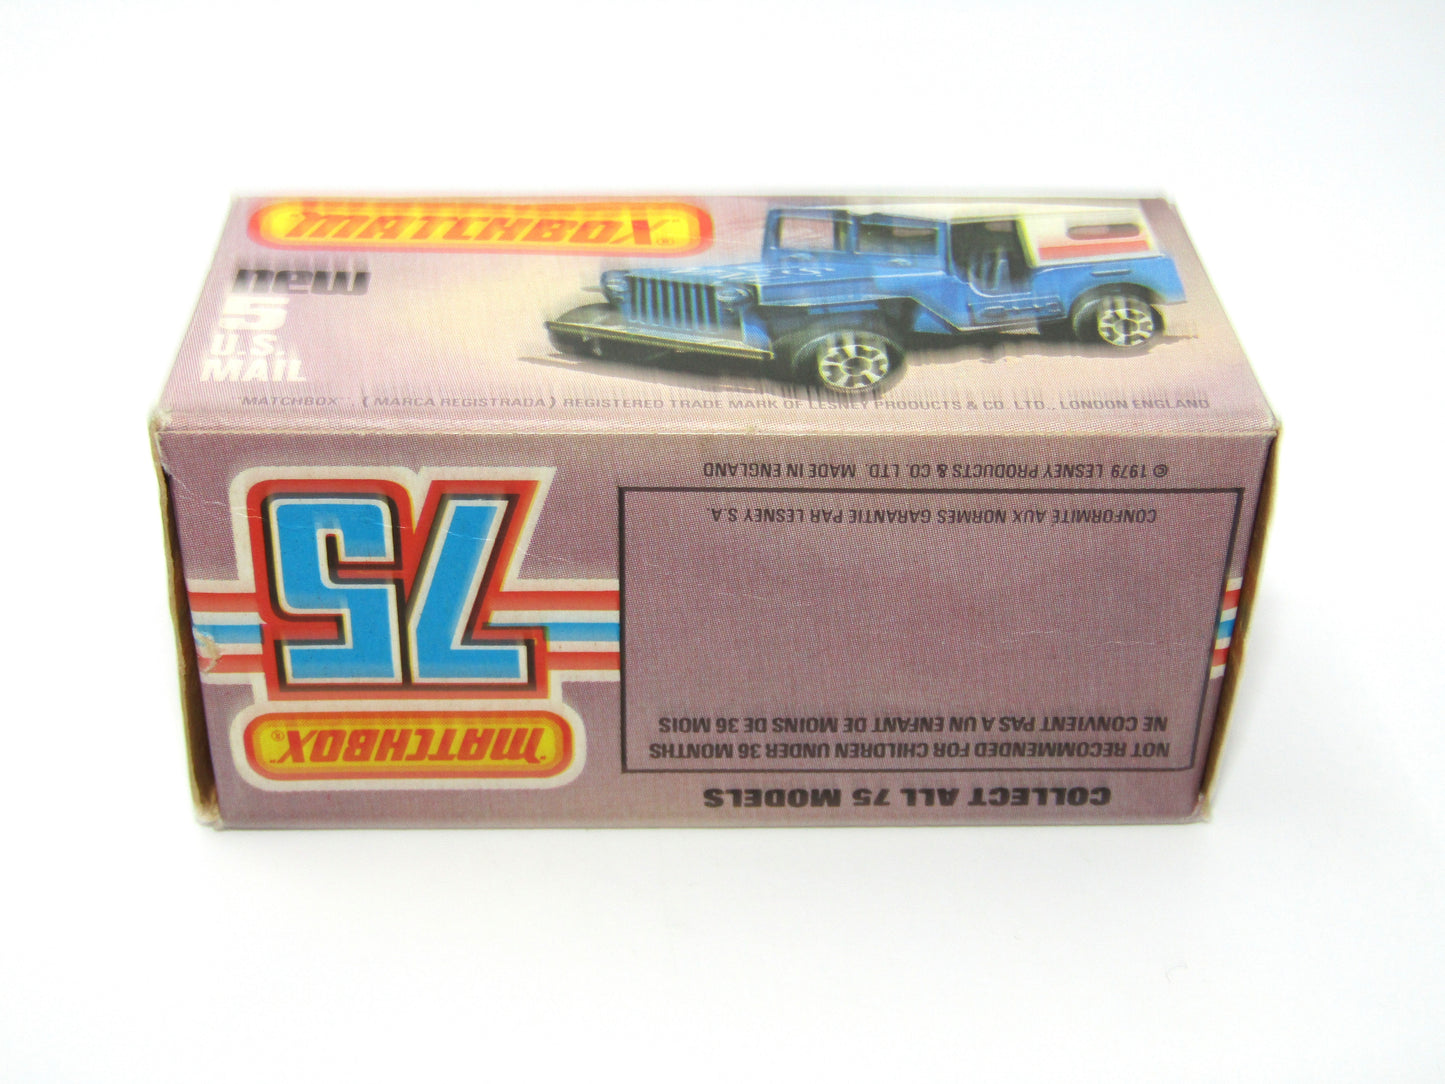 "MATCHBOX"®
new
5
U.S.
MAIL
"MATCHBOX", (MARCA REGISTRADA) REGISTERED TRADE MARK OF LESNEY PRODUCTS & CO. LTD., LONDON ENGLAND
COLLECT ALL 75 MODELS
NOT RECOMMENDED FOR CHILDREN UNDER 36 MONTHS
NE CONVIENT PAS A UN ENFANT DE MOINS DE 36 MOIS
CONFORMITÉ AUX NORMES GARANTIE PAR LESNEY S.A.
© 1979 LESNEY PRODUCTS & CO. LTD. MADE IN ENGLAND
"MATCHBOX"®
75